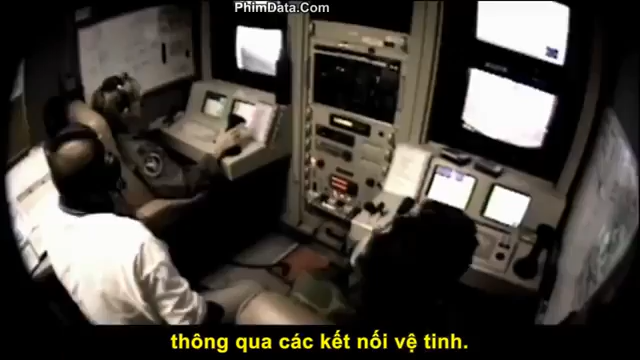 PhimData.Com
thông qua các kết nối vệ tinh.